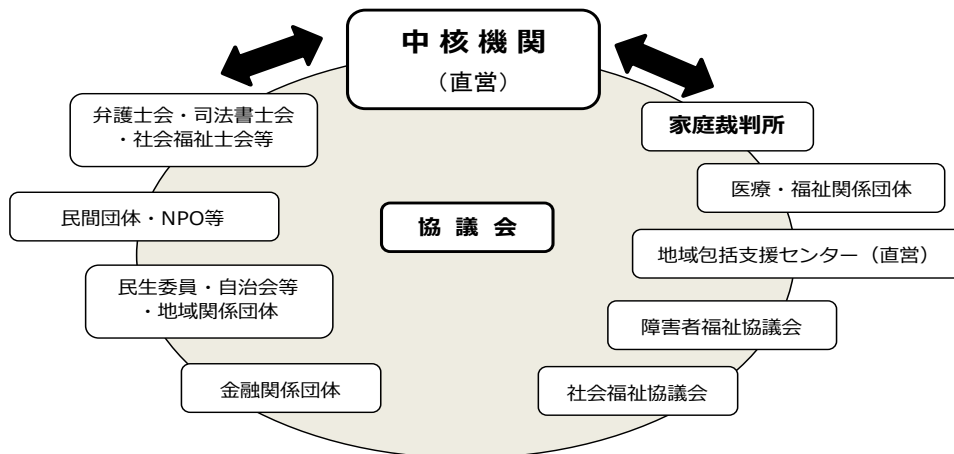 中核機関
（直営）
弁護士会・司法書士会
・社会福祉士会等
家庭裁判所
医療・福祉関係団体
民間団体・NPO等
協議会
地域包括支援センター（直営）
民生委員・自治会等
・地域関係団体
障害者福祉協議会
金融関係団体
社会福祉協議会